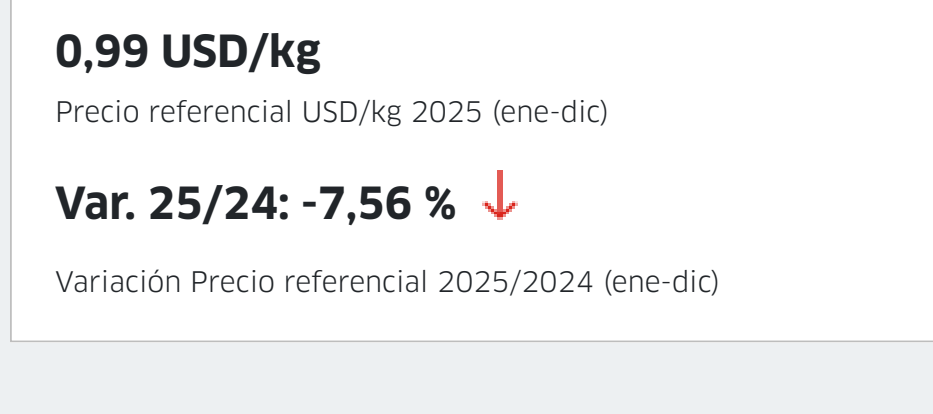 0,99 USD/kg
Precio referencial USD/kg 2025 (ene-dic)
Var. 25/24: -7,56 %
Variación Precio referencial 2025/2024 (ene-dic)